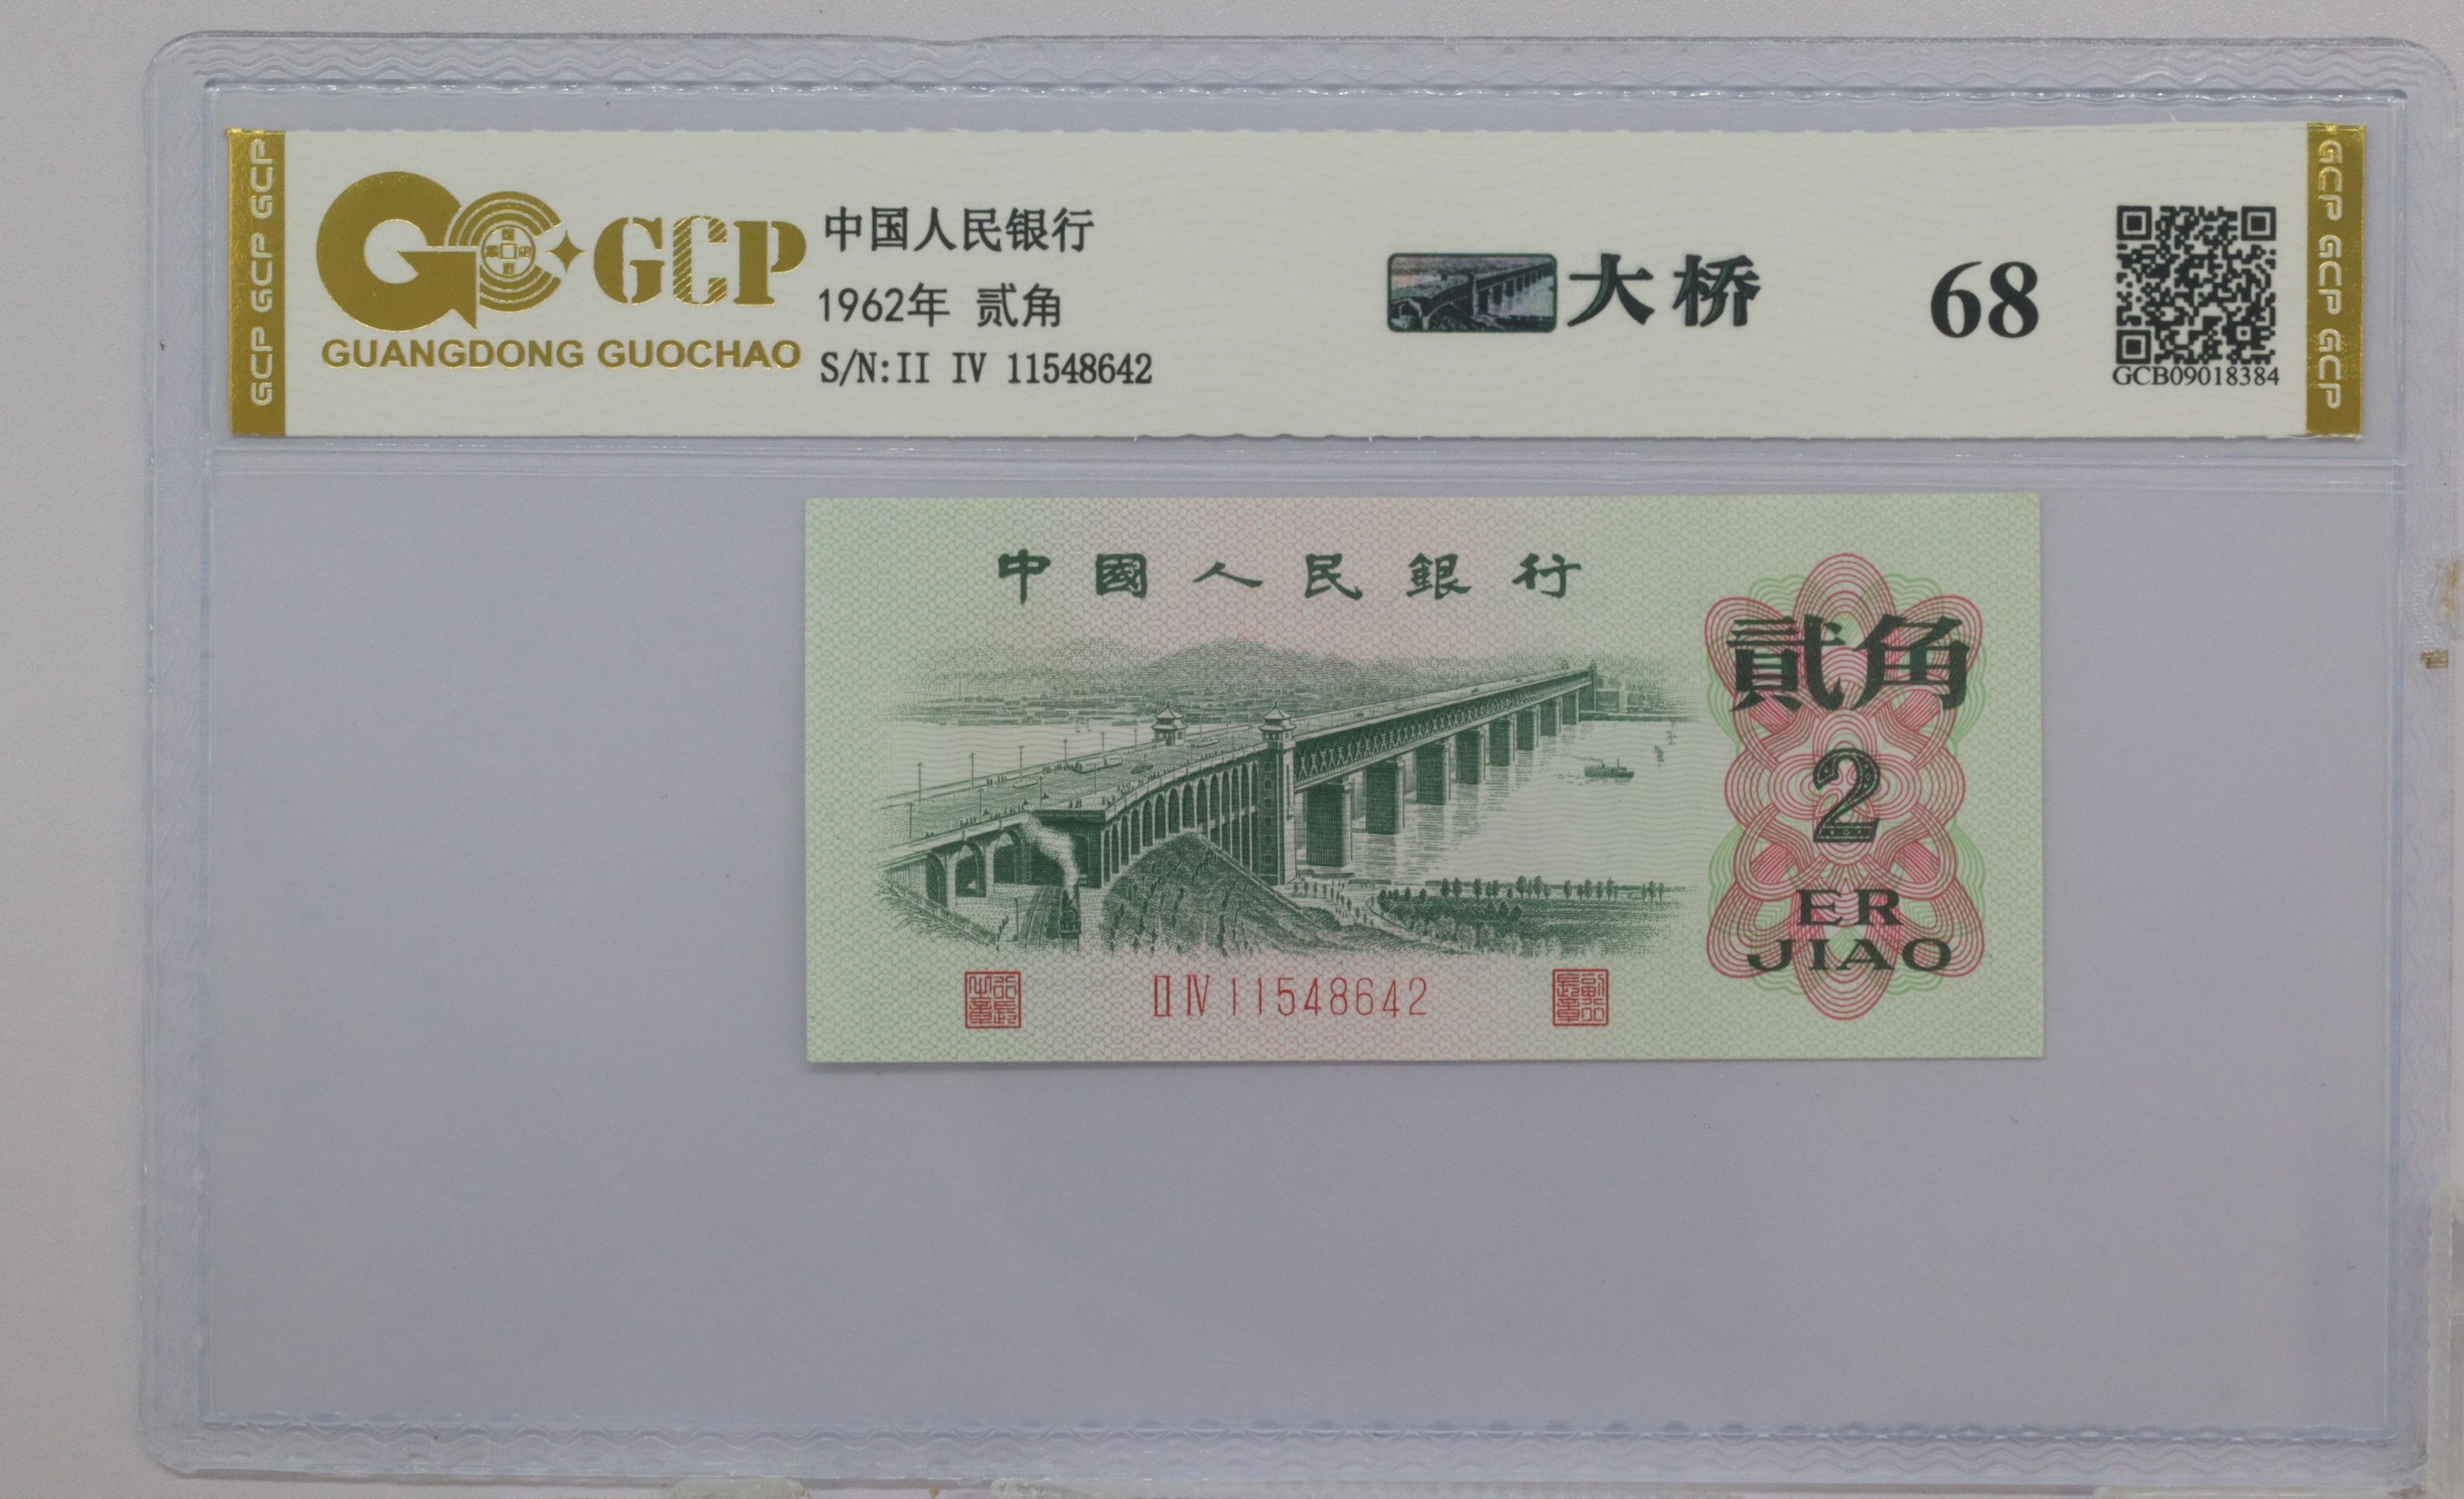 GCP GCP GCP
GCP
GUANGDONG GUOCHAO
中国人民银行
1962年 贰角
S/N:II IV 11548642
大桥
68
GCB09018384
GCP GCP GCP
中國人民銀行
貳角
2
ER
JIAO
II IV 11548642